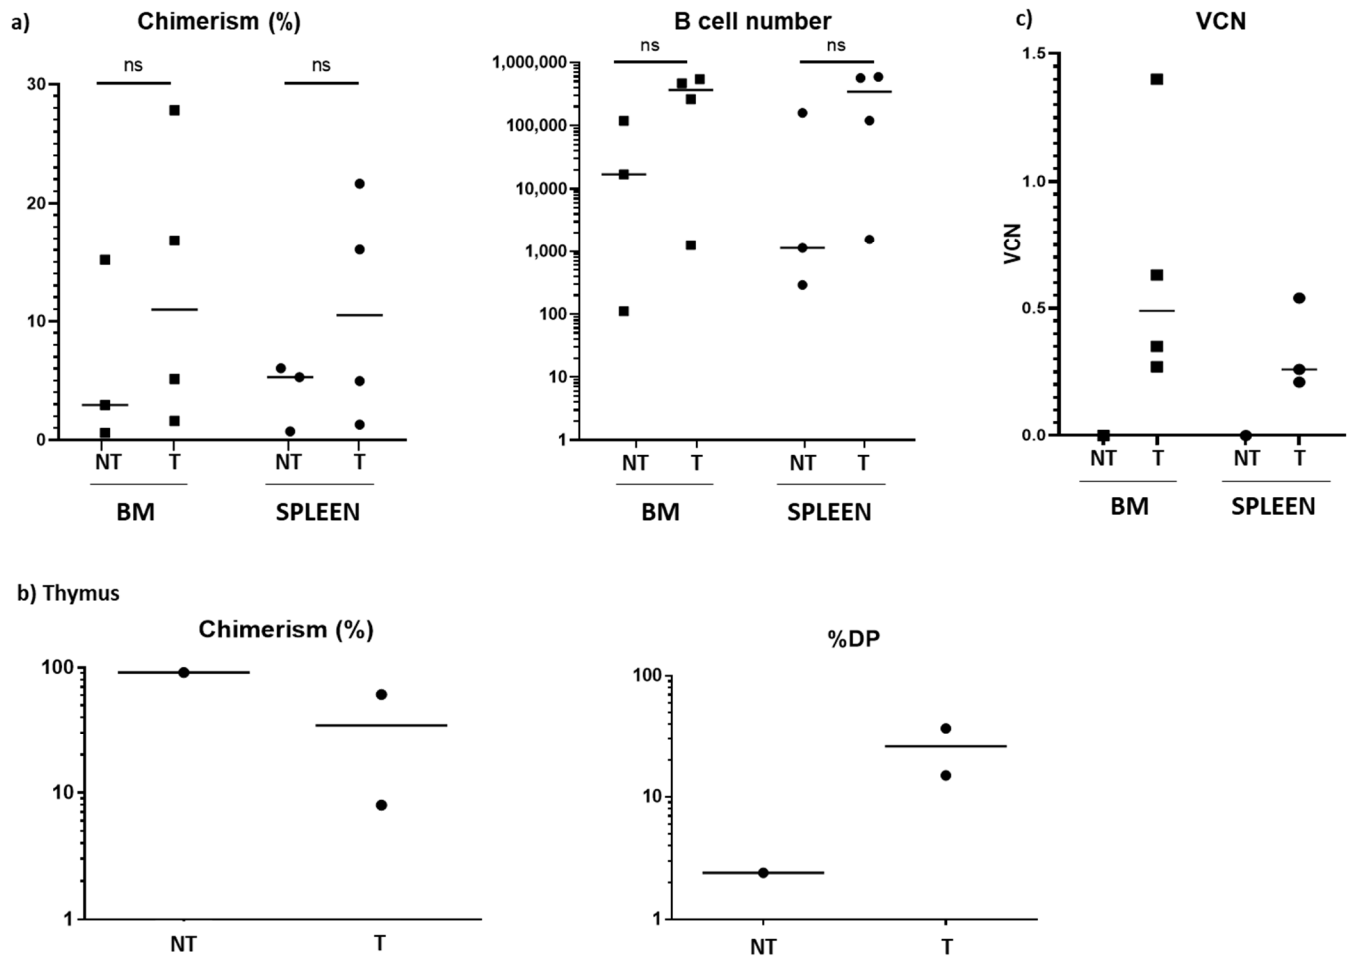 a)
Chimerism (%)
ns
ns
30
20
10
0
NT
T
NT
T
BM
SPLEEN
B cell number
ns
ns
1,000,000
100,000
10,000
1,000
100
10
1
NT
T
NT
T
BM
SPLEEN
c)
VCN
VCN
1.5
1.0
0.5
0.0
NT
T
NT
T
BM
SPLEEN
b) Thymus
Chimerism (%)
100
10
1
NT
T
%DP
100
10
1
NT
T